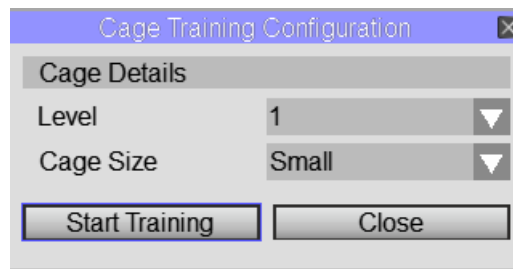 Cage Training Configuration
Cage Details
Level 1
Cage Size Small
Start Training Close